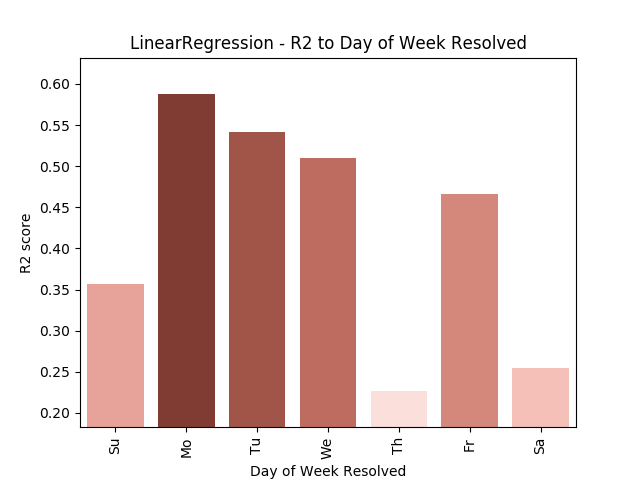 LinearRegression - R2 to Day of Week Resolved
0.60
0.55
0.50
0.45
0.40
0.35
0.30
0.25
0.20
R2 score
Su
Mo
Tu
We
Th
Fr
Sa
Day of Week Resolved